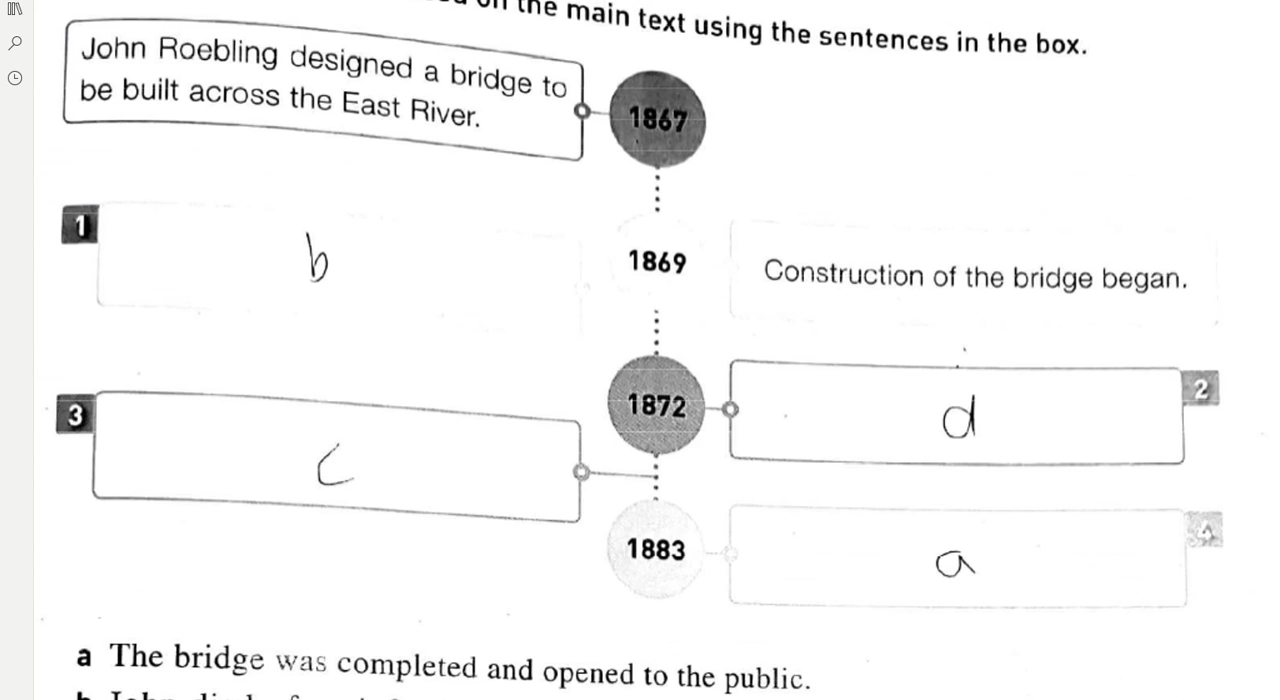 on the main text using the sentences in the box.
John Roebling designed a bridge to
be built across the East River.
1867
1
b
1869
Construction of the bridge began.
3
c
1872
d
2
1883
a
4
a The bridge was completed and opened to the public.